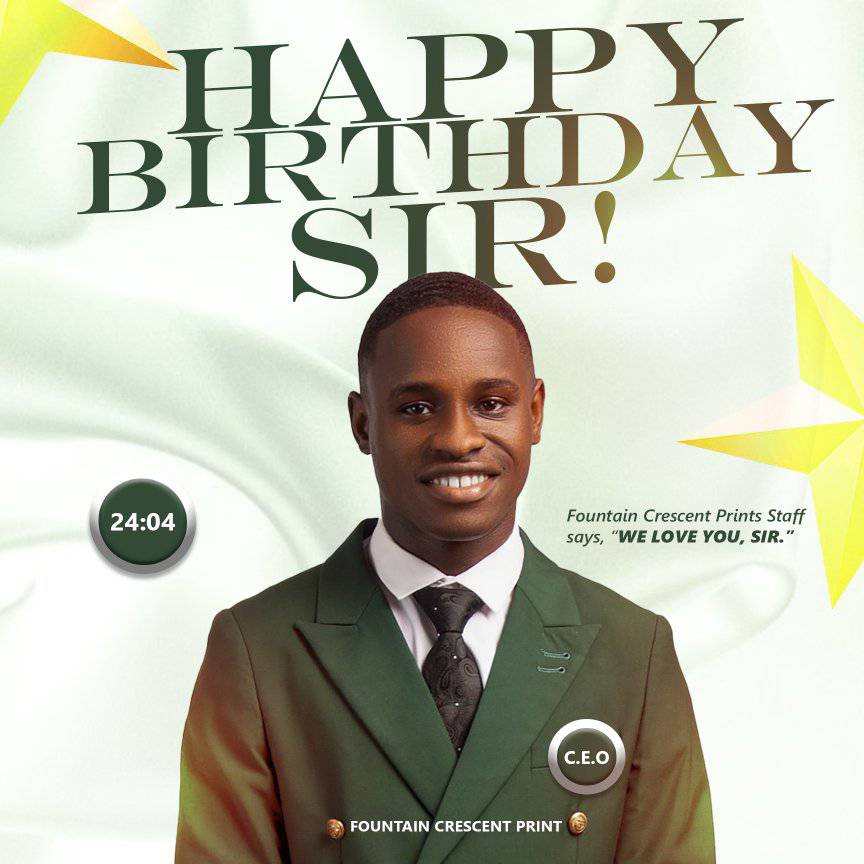 HAPPY
BIRTHDAY
SIR!
24:04
Fountain Crescent Prints Staff
says, "WE LOVE YOU, SIR."
C.E.O
FOUNTAIN CRESCENT PRINT